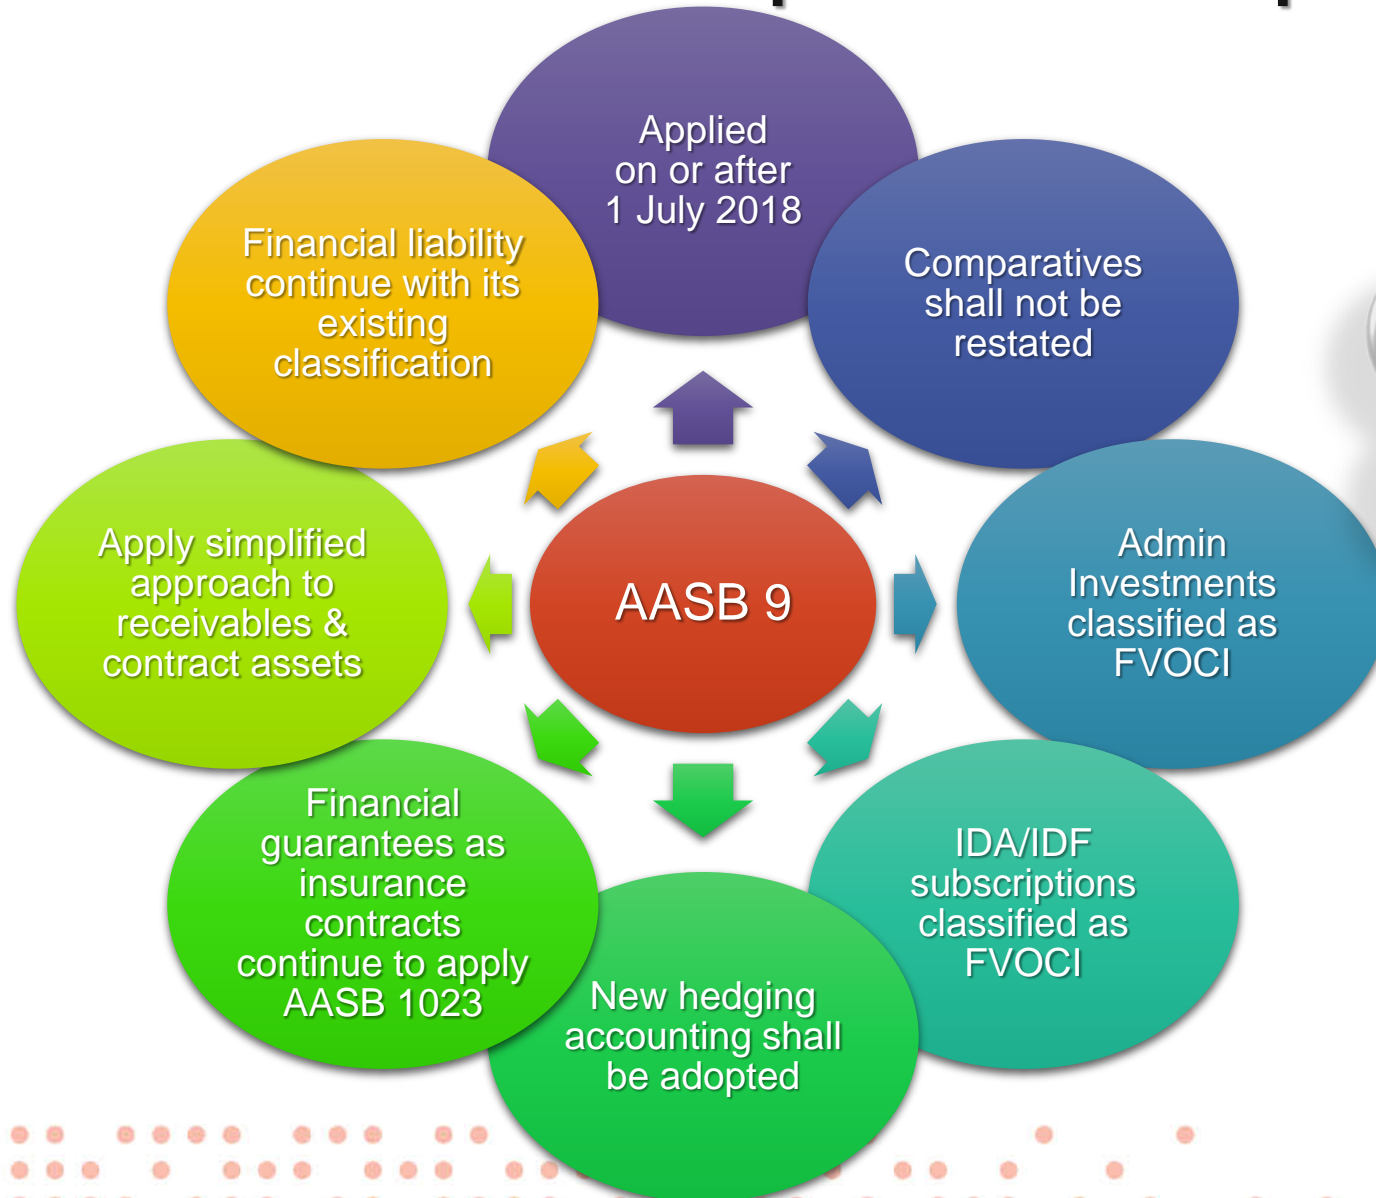 Applied
on or after
1 July 2018
Comparatives
shall not be
restated
Admin
Investments
classified as
FVOCI
IDA/IDF
subscriptions
classified as
FVOCI
New hedging
accounting shall
be adopted
Financial
guarantees as
insurance
contracts
continue to apply
AASB 1023
Apply simplified
approach to
receivables &
contract assets
Financial liability
continue with its
existing
classification
AASB 9